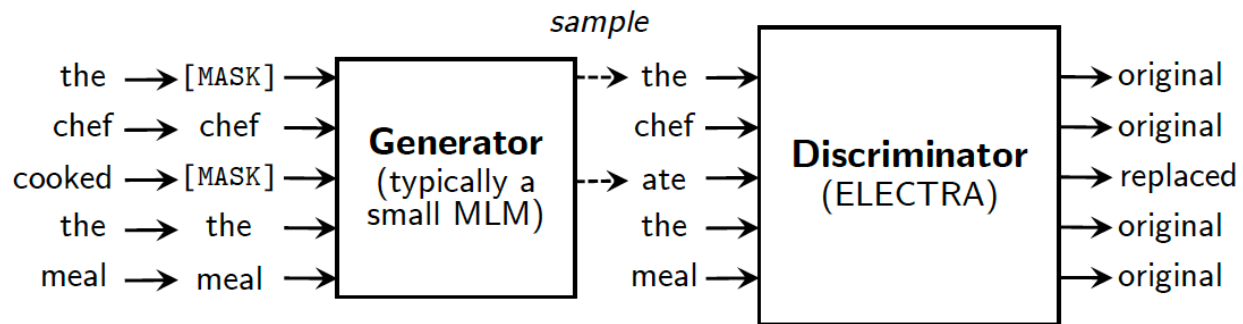 sample
the [MASK] the original
chef chef chef original
Generator
Discriminator
cooked [MASK] (typically a ate (ELECTRA) replaced
small MLM)
the the the original
meal meal meal original